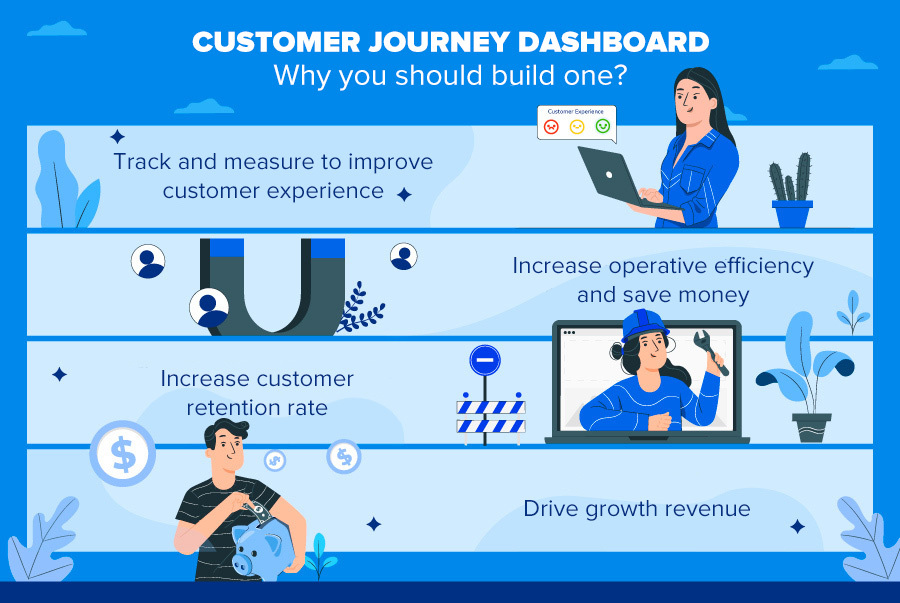 CUSTOMER JOURNEY DASHBOARD
Why you should build one?
Customer Experience
Track and measure to improve
customer experience
Increase operative efficiency
and save money
Increase customer
retention rate
$
$
$
Drive growth revenue